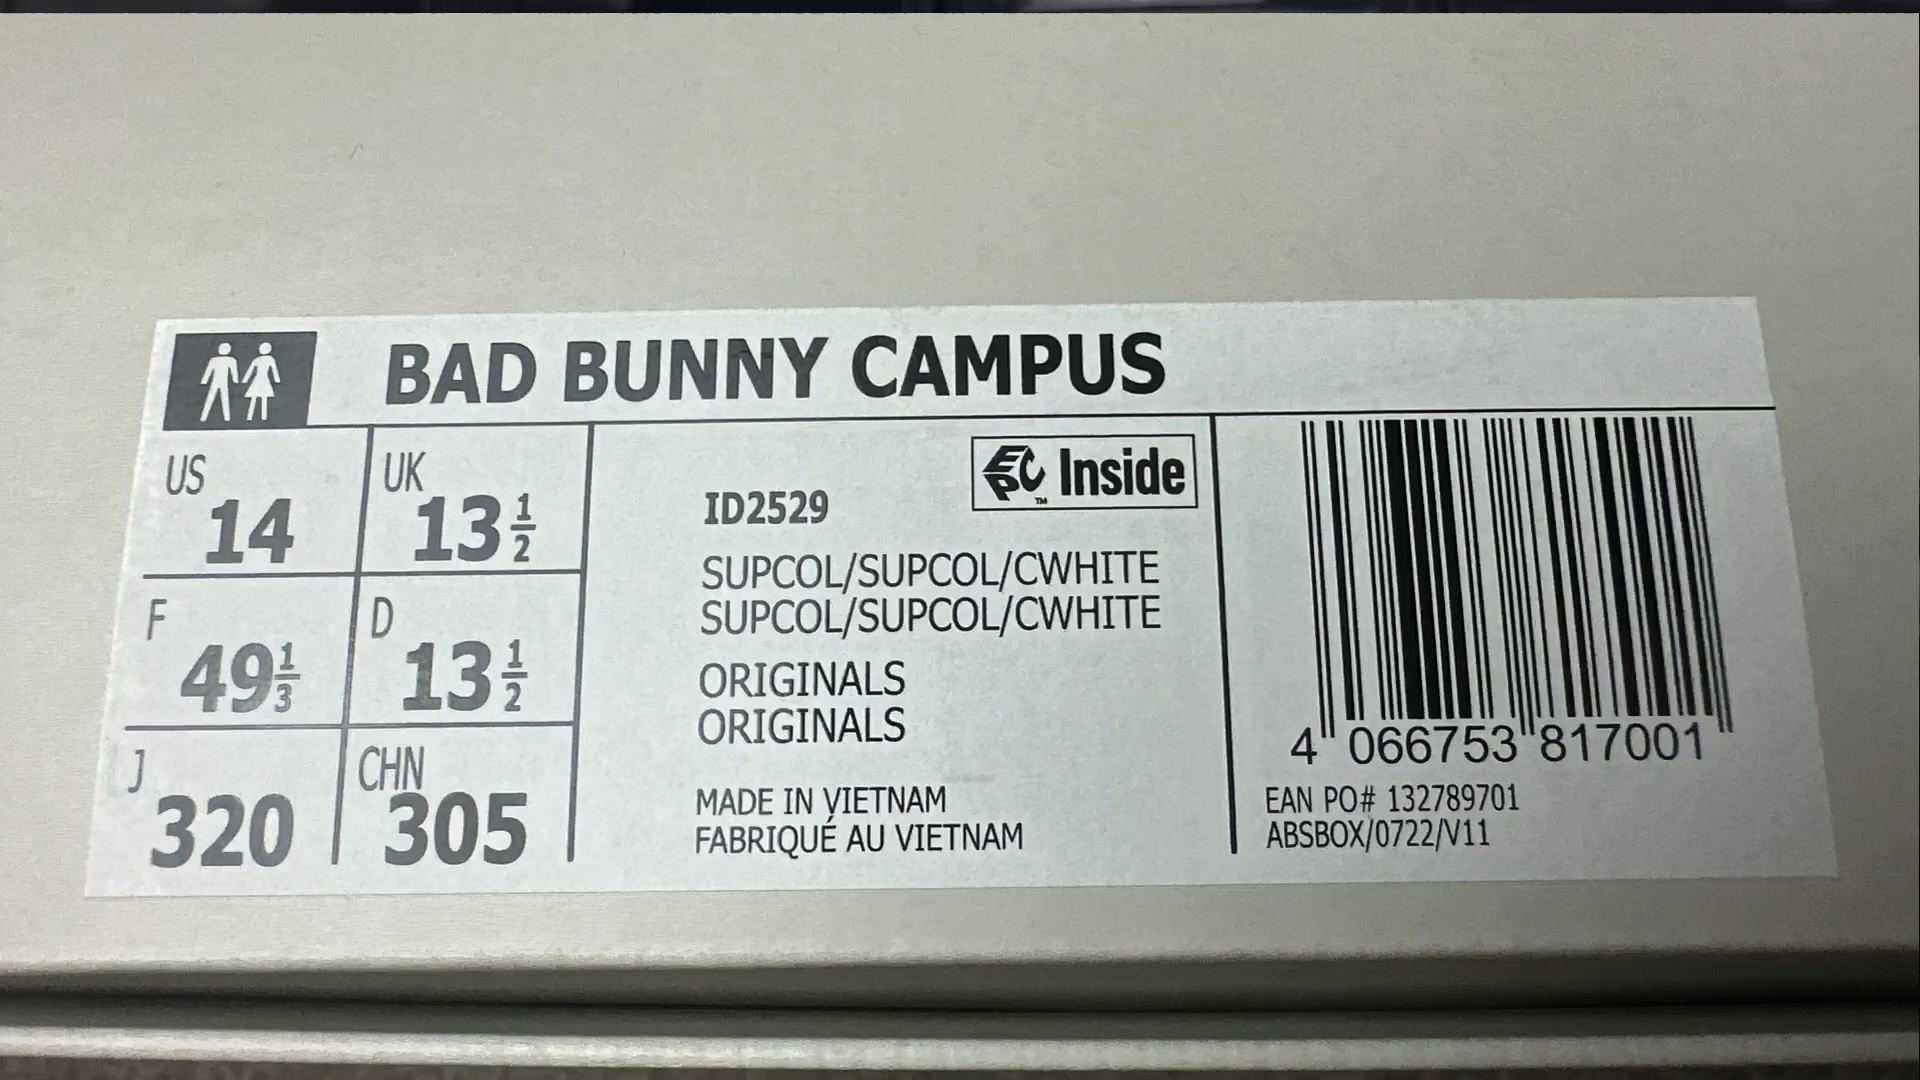 BAD BUNNY CAMPUS
US 14
UK 13 1/2
F 49 1/3
D 13 1/2
J 320
CHN 305
EPC™ Inside
ID2529
SUPCOL/SUPCOL/CWHITE
SUPCOL/SUPCOL/CWHITE
ORIGINALS
ORIGINALS
MADE IN VIETNAM
FABRIQUÉ AU VIETNAM
4 066753 817001
EAN PO# 132789701
ABSBOX/0722/V11